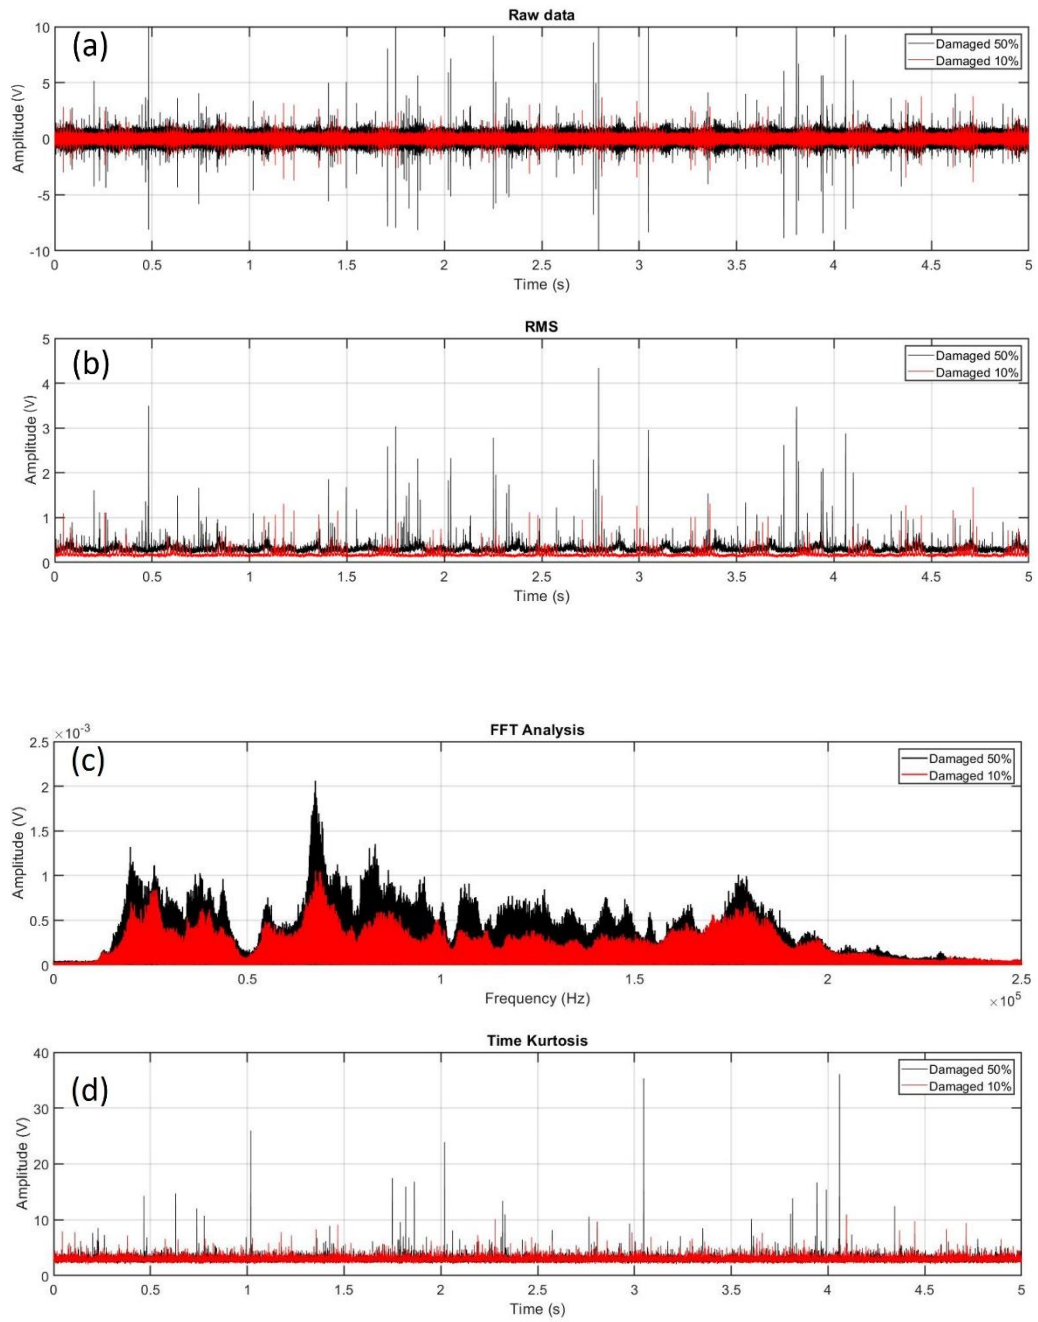 Raw data
(a)
Damaged 50%
Damaged 10%
Amplitude (V)
10
5
0
-5
-10
0 0.5 1 1.5 2 2.5 3 3.5 4 4.5 5
Time (s)
RMS
(b)
Damaged 50%
Damaged 10%
Amplitude (V)
5
4
3
2
1
0
0 0.5 1 1.5 2 2.5 3 3.5 4 4.5 5
Time (s)
×10⁻³
FFT Analysis
(c)
Damaged 50%
Damaged 10%
Amplitude (V)
2.5
2
1.5
1
0.5
0
0 0.5 1 1.5 2 2.5
Frequency (Hz)
×10⁵
Time Kurtosis
(d)
Damaged 50%
Damaged 10%
Amplitude (V)
40
30
20
10
0
0 0.5 1 1.5 2 2.5 3 3.5 4 4.5 5
Time (s)